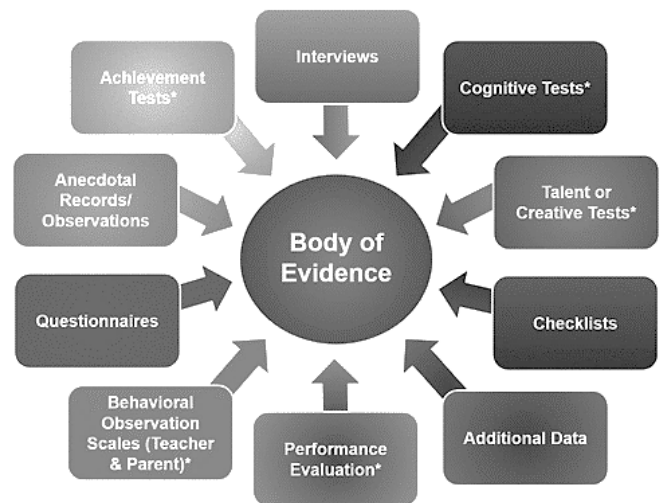 Interviews
Achievement
Tests*
Cognitive Tests*
Anecdotal
Records/
Observations
Talent or
Creative Tests*
Body of
Evidence
Questionnaires
Checklists
Behavioral
Observation
Scales (Teacher
& Parent)*
Performance
Evaluation*
Additional Data